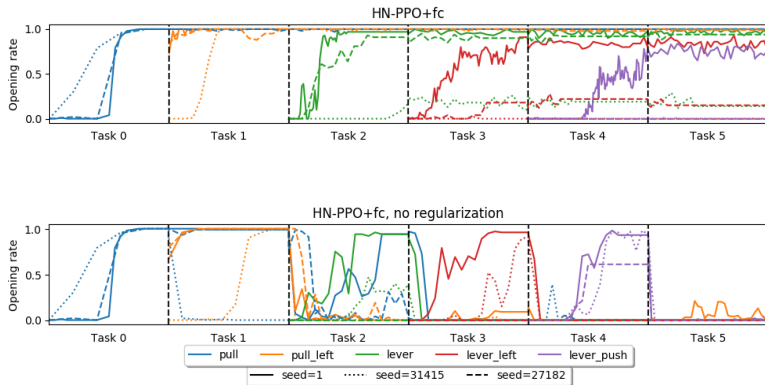 HN-PPO+fc
Opening rate
1.0
0.5
0.0
Task 0 Task 1 Task 2 Task 3 Task 4 Task 5
HN-PPO+fc, no regularization
Opening rate
1.0
0.5
0.0
Task 0 Task 1 Task 2 Task 3 Task 4 Task 5
pull pull_left lever lever_left lever_push
seed=1 seed=31415 seed=27182